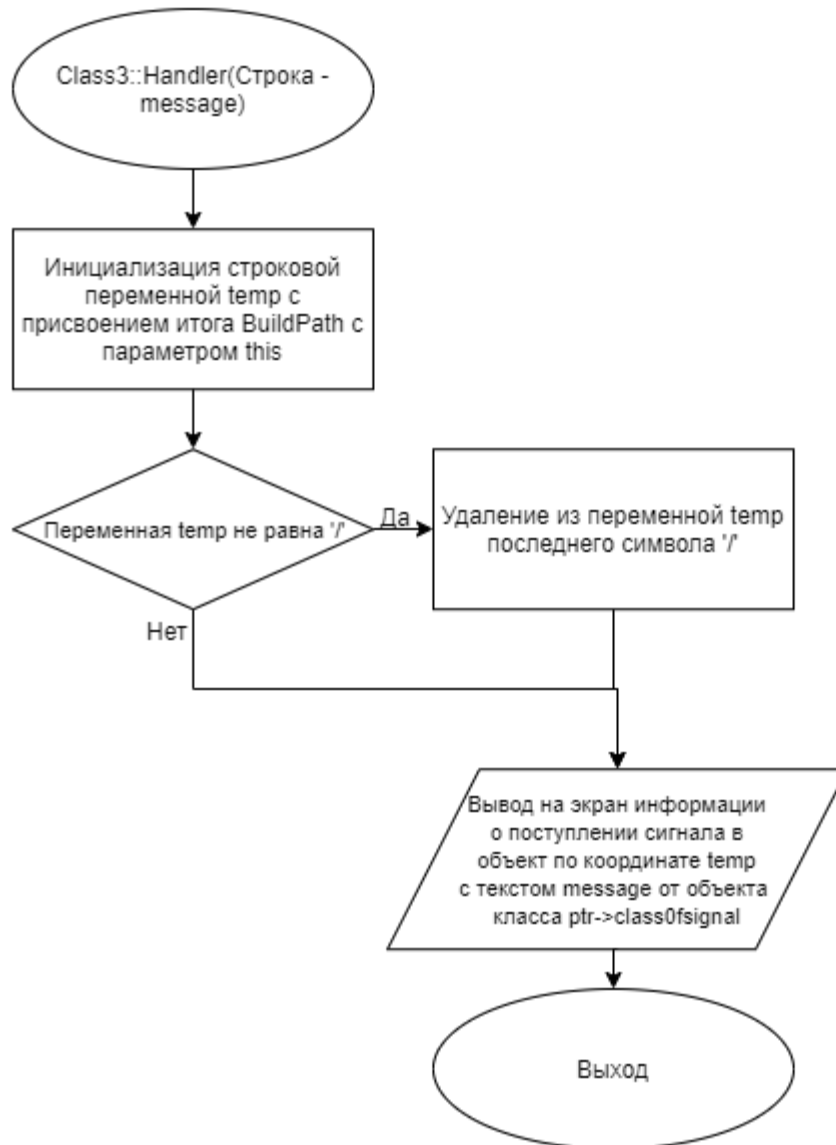 Class3::Handler(Строка -
message)
Инициализация строковой
переменной temp с
присвоением итога BuildPath с
параметром this
Переменная temp не равна '/'
Да
Удаление из переменной temp
последнего символа '/'
Нет
Вывод на экран информации
о поступлении сигнала в
объект по координате temp
с текстом message от объекта
класса ptr->class0fsignal
Выход